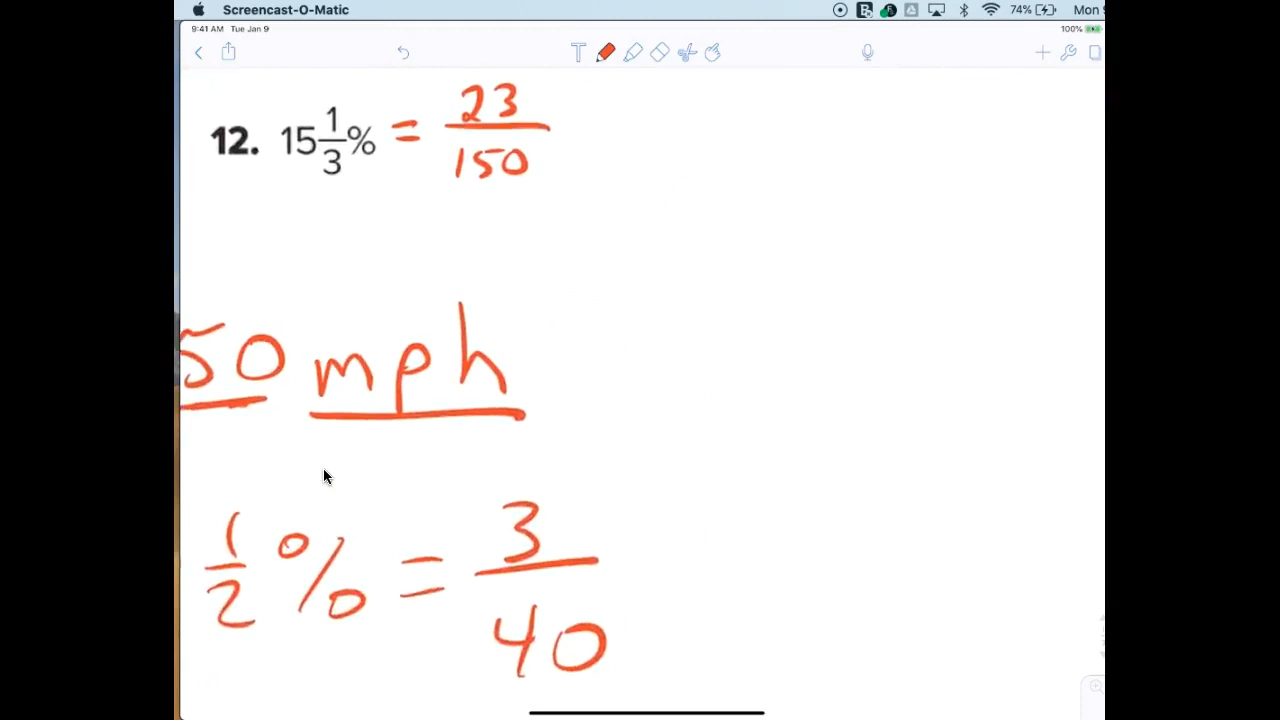 Screencast-O-Matic 74% Mon
9:41 AM Tue Jan 9 100%
T
12. 15 1/3% = 23/150
50 mph
1/2 % = 3/40